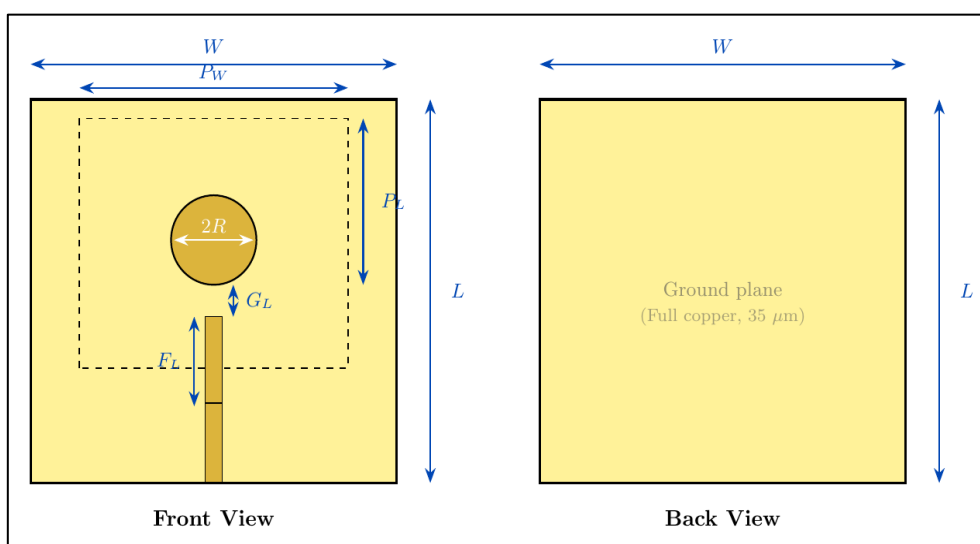 W
W
P_W
P_L
2R
L
L
G_L
Ground plane
(Full copper, 35 μm)
F_L
Front View
Back View